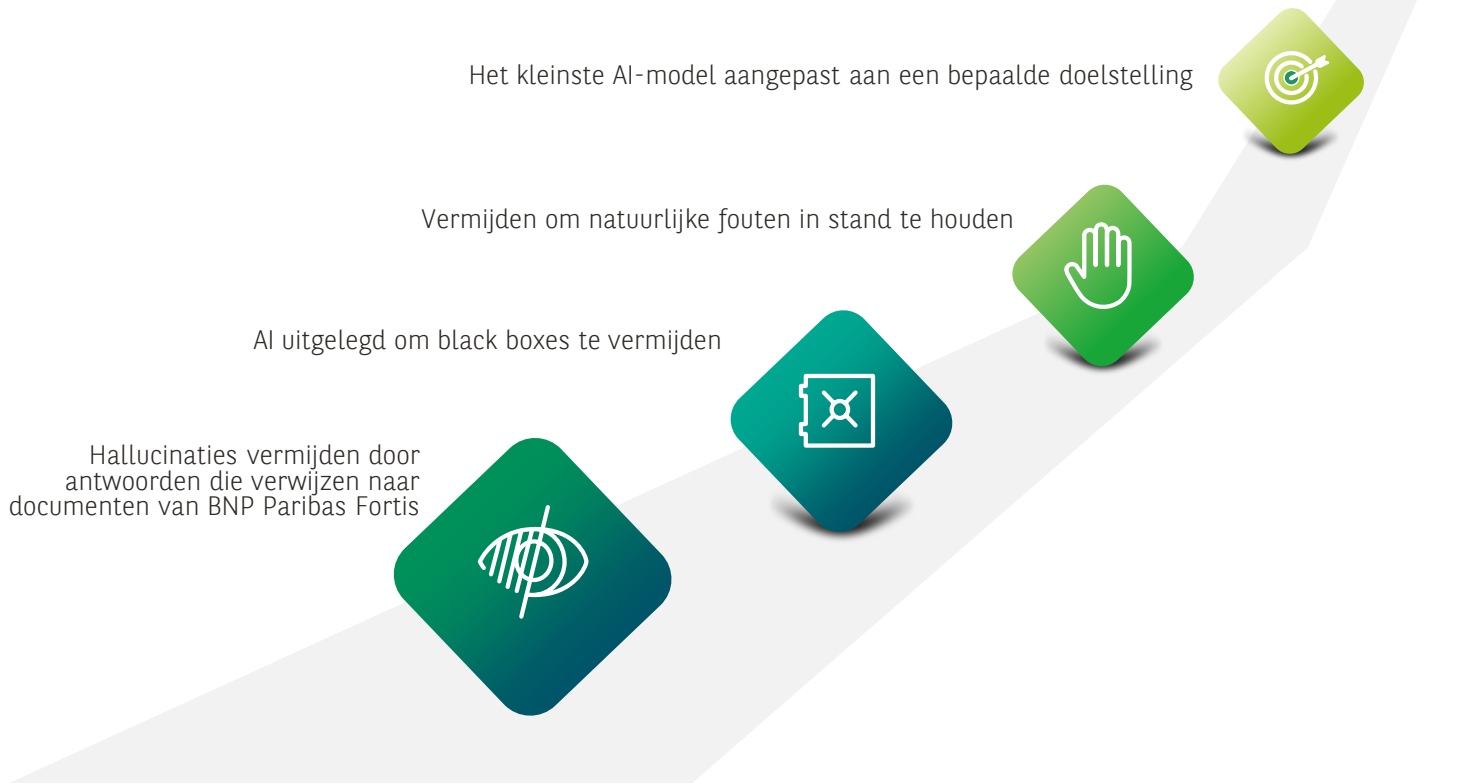 Het kleinste AI-model aangepast aan een bepaalde doelstelling
Vermijden om natuurlijke fouten in stand te houden
AI uitgelegd om black boxes te vermijden
Hallucinaties vermijden door
antwoorden die verwijzen naar
documenten van BNP Paribas Fortis